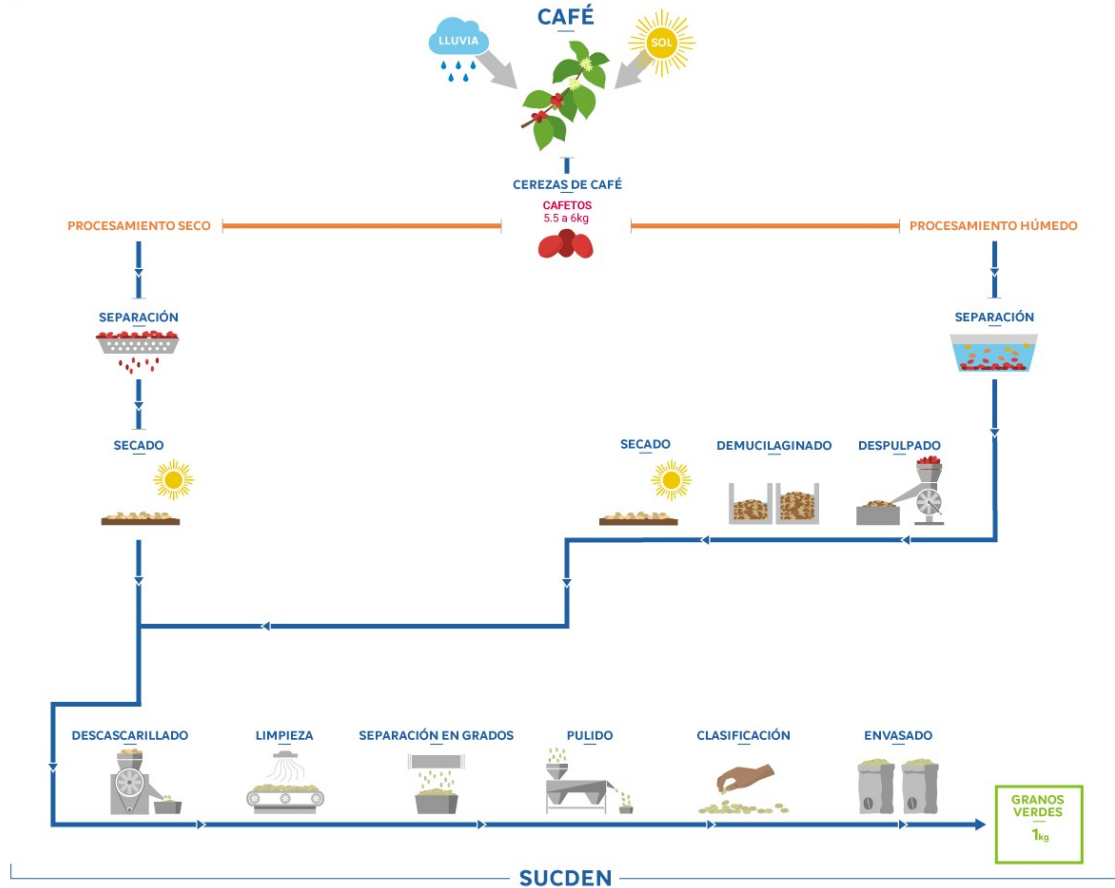 CAFÉ
LLUVIA
SOL
CEREZAS DE CAFÉ
CAFETOS
5.5 a 6kg
PROCESAMIENTO SECO
PROCESAMIENTO HÚMEDO
SEPARACIÓN
SEPARACIÓN
SECADO
SECADO
DEMUCILAGINADO
DESPULPADO
DESCASCARILLADO
LIMPIEZA
SEPARACIÓN EN GRADOS
PULIDO
CLASIFICACIÓN
ENVASADO
GRANOS
VERDES
1kg
SUCDEN